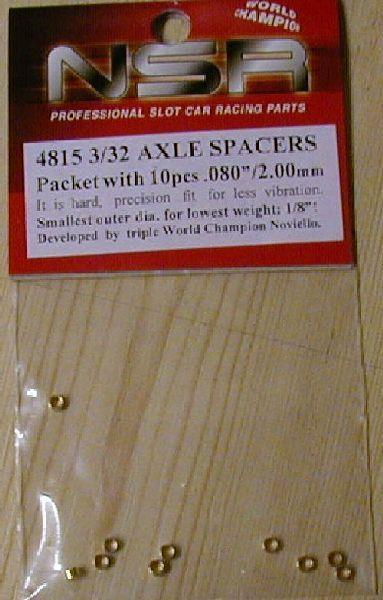 WORLD
CHAMPION
NSR
PROFESSIONAL SLOT CAR RACING PARTS
4815 3/32 AXLE SPACERS
Packet with 10pcs .080"/2.00mm
It is hard, precision fit for less vibration.
Smallest outer dia. for lowest weight; 1/8"!
Developed by triple World Champion Noviello.